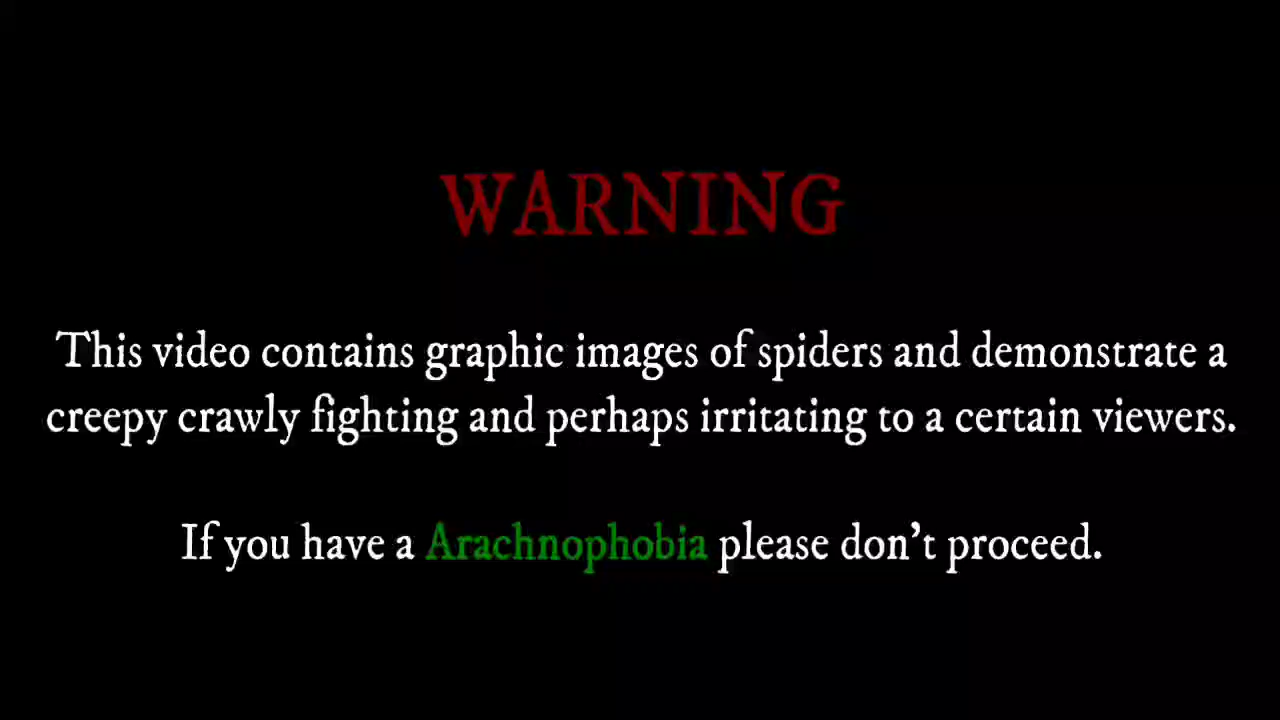 WARNING
This video contains graphic images of spiders and demonstrate a
creepy crawly fighting and perhaps irritating to a certain viewers.
If you have a Arachnophobia please don't proceed.